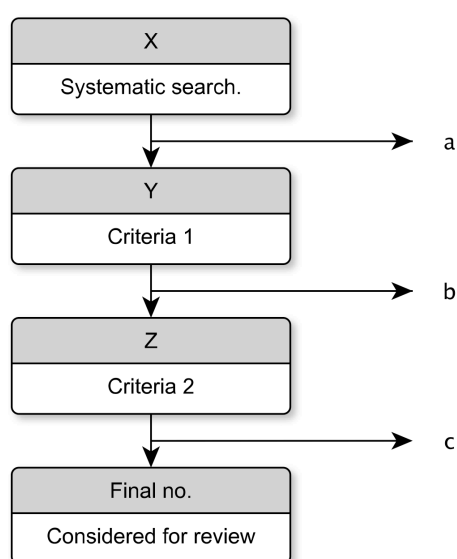 X
Systematic search.
a
Y
Criteria 1
b
Z
Criteria 2
c
Final no.
Considered for review